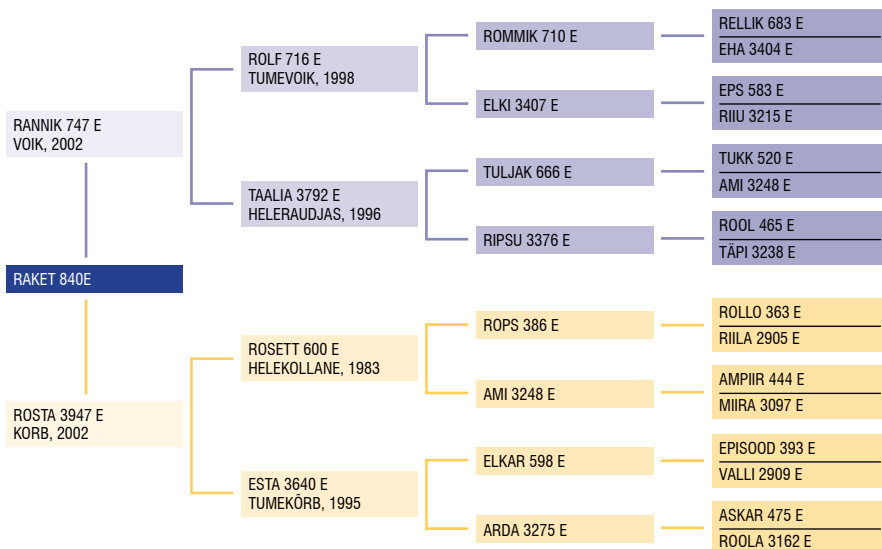 RANNIK 747 E
VOIK, 2002
RAKET 840E
ROSTA 3947 E
KORB, 2002
ROLF 716 E
TUMEVOIK, 1998
TAALIA 3792 E
HELERAUDJAS, 1996
ROSETT 600 E
HELEKOLLANE, 1983
ESTA 3640 E
TUMEKÕRB, 1995
ROMMIK 710 E
ELKI 3407 E
TULJAK 666 E
RIPSU 3376 E
ROPS 386 E
AMI 3248 E
ELKAR 598 E
ARDA 3275 E
RELLIK 683 E
EHA 3404 E
EPS 583 E
RIIU 3215 E
TUKK 520 E
AMI 3248 E
ROOL 465 E
TÄPI 3238 E
ROLLO 363 E
RIILA 2905 E
AMPIIR 444 E
MIIRA 3097 E
EPISOOD 393 E
VALLI 2909 E
ASKAR 475 E
ROOLA 3162 E